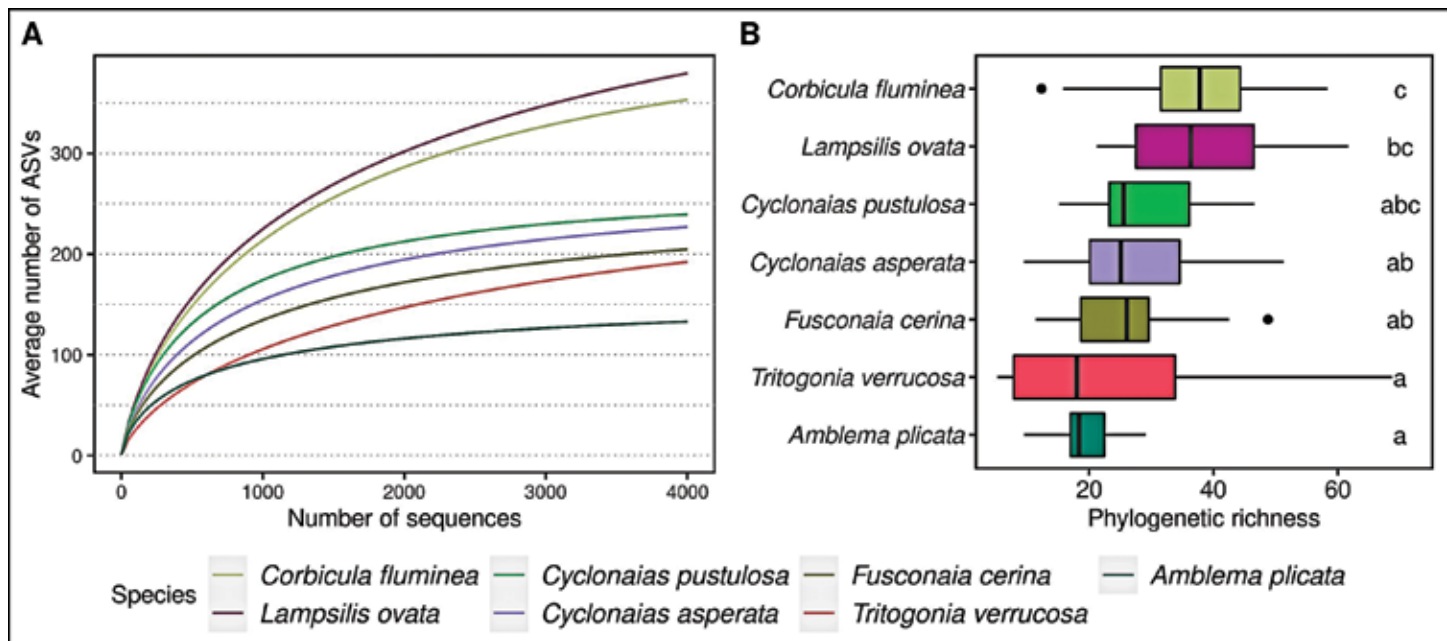 A
Average number of ASVs
300
200
100
0
0 1000 2000 3000 4000
Number of sequences
B
Corbicula fluminea c
Lampsilis ovata bc
Cyclonaias pustulosa abc
Cyclonaias asperata ab
Fusconaia cerina ab
Tritogonia verrucosa a
Amblema plicata a
20 40 60
Phylogenetic richness
Species
Corbicula fluminea Cyclonaias pustulosa Fusconaia cerina Amblema plicata
Lampsilis ovata Cyclonaias asperata Tritogonia verrucosa